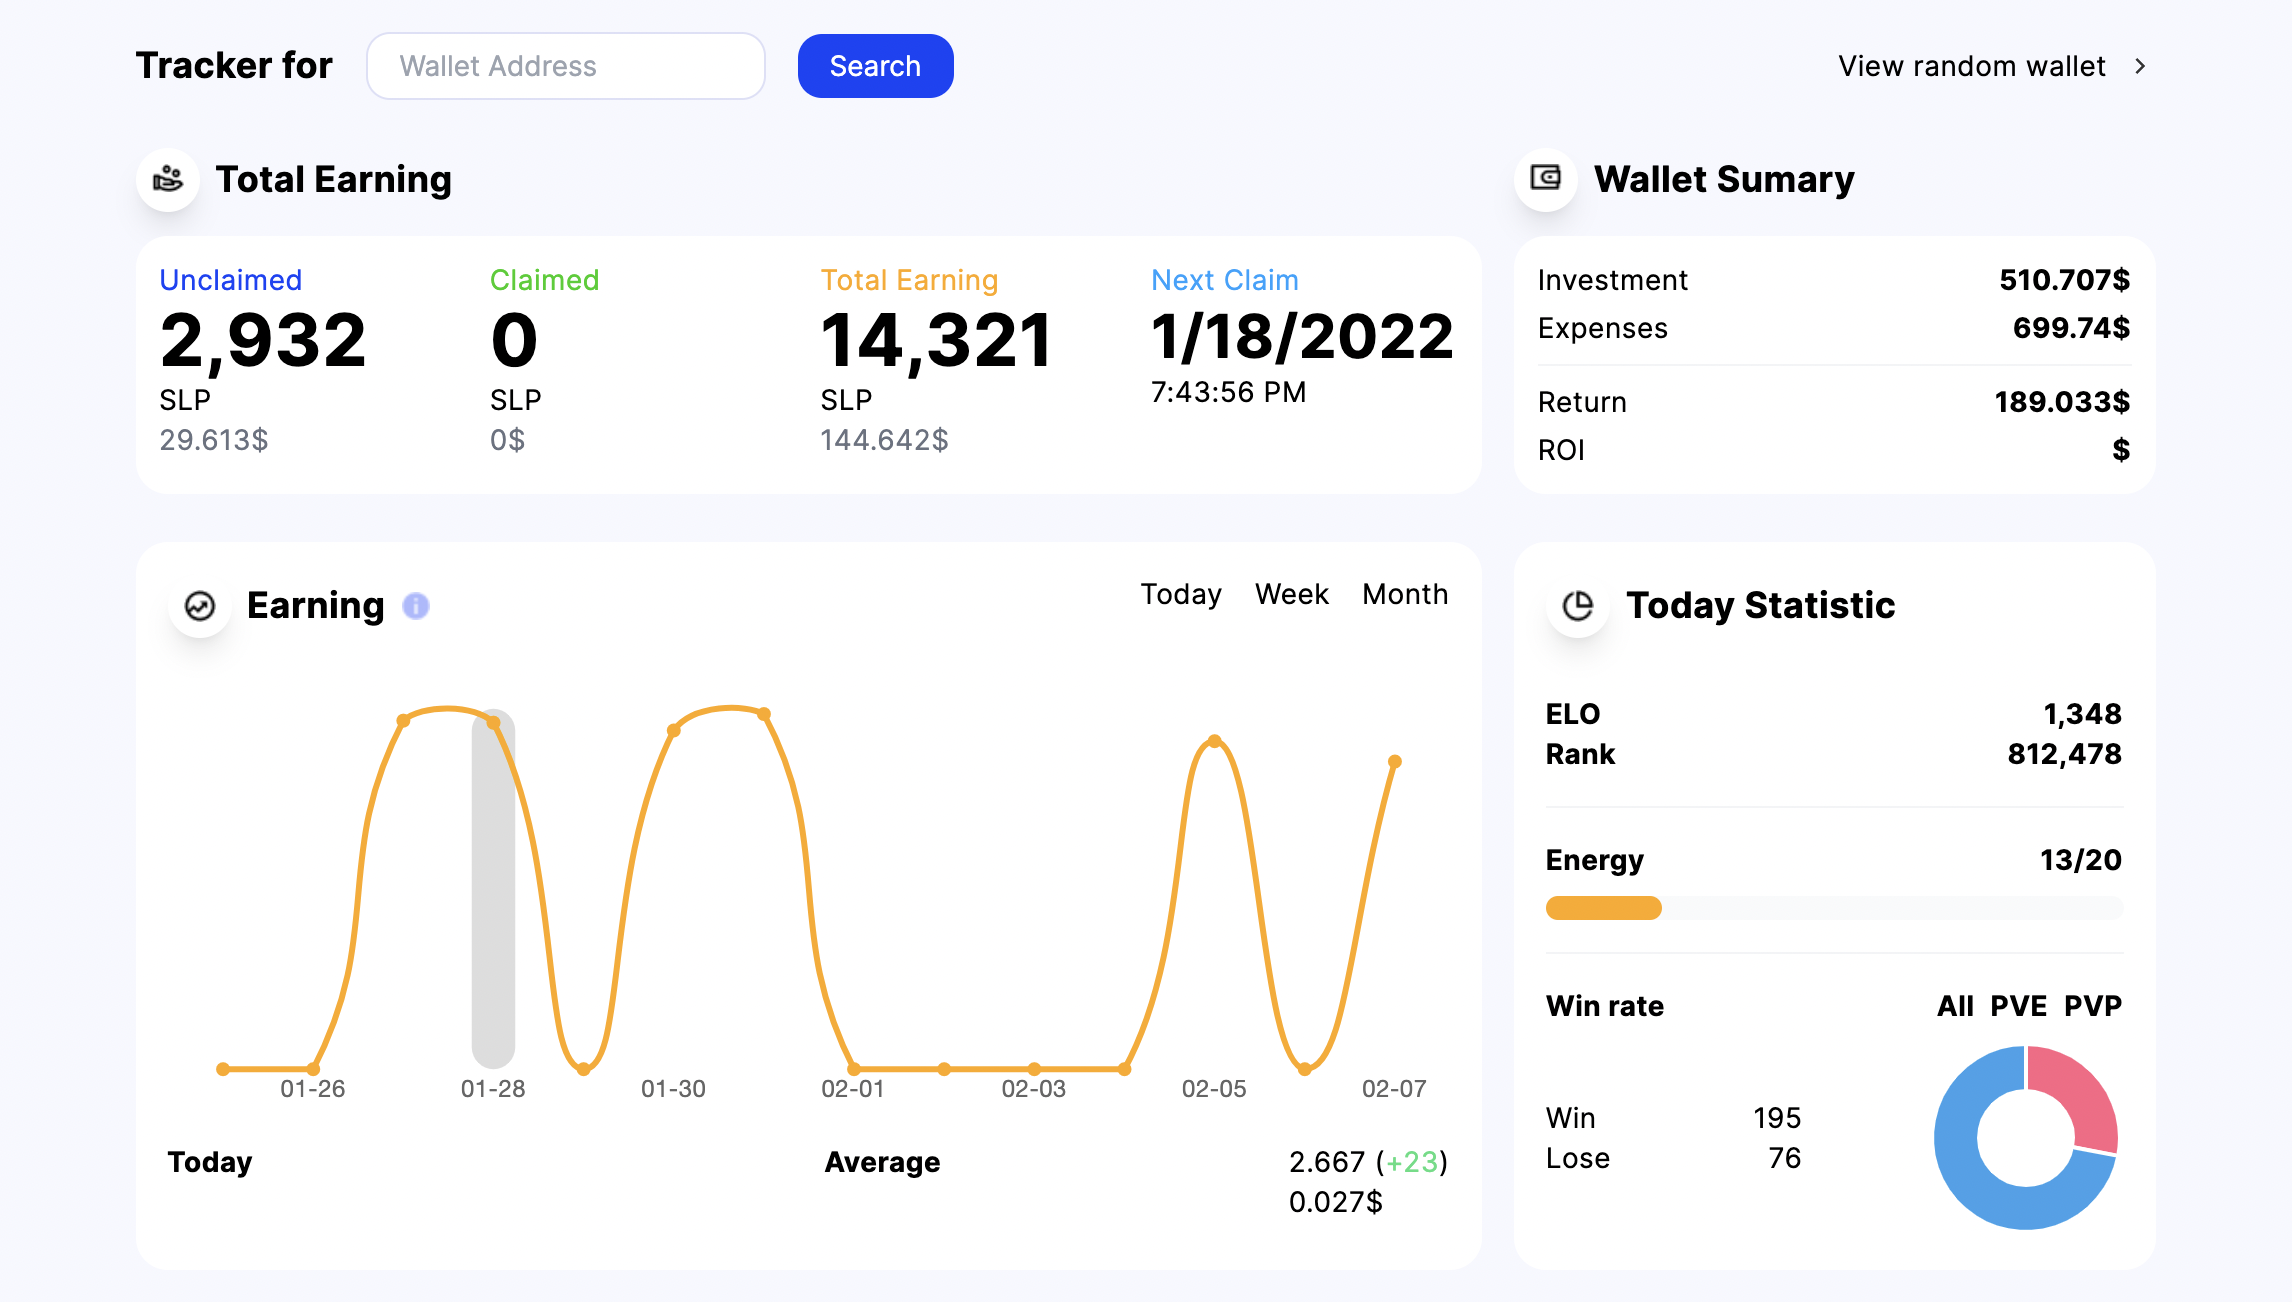 Tracker for
Wallet Address
Search
View random wallet
Total Earning
Unclaimed
2,932
SLP
29.613$
Claimed
0
SLP
0$
Total Earning
14,321
SLP
144.642$
Next Claim
1/18/2022
7:43:56 PM
Wallet Sumary
Investment 510.707$
Expenses 699.74$
Return 189.033$
ROI $
Earning
Today Week Month
01-26 01-28 01-30 02-01 02-03 02-05 02-07
Today
Average
2.667 (+23)
0.027$
Today Statistic
ELO 1,348
Rank 812,478
Energy 13/20
Win rate All PVE PVP
Win 195
Lose 76